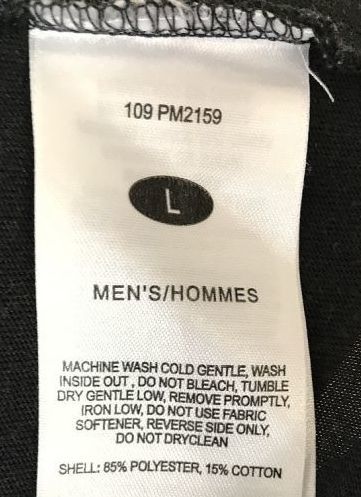 109 PM2159
L
MEN'S/HOMMES
MACHINE WASH COLD GENTLE, WASH
INSIDE OUT , DO NOT BLEACH, TUMBLE
DRY GENTLE LOW, REMOVE PROMPTLY,
IRON LOW, DO NOT USE FABRIC
SOFTENER, REVERSE SIDE ONLY,
DO NOT DRYCLEAN
SHELL: 85% POLYESTER, 15% COTTON